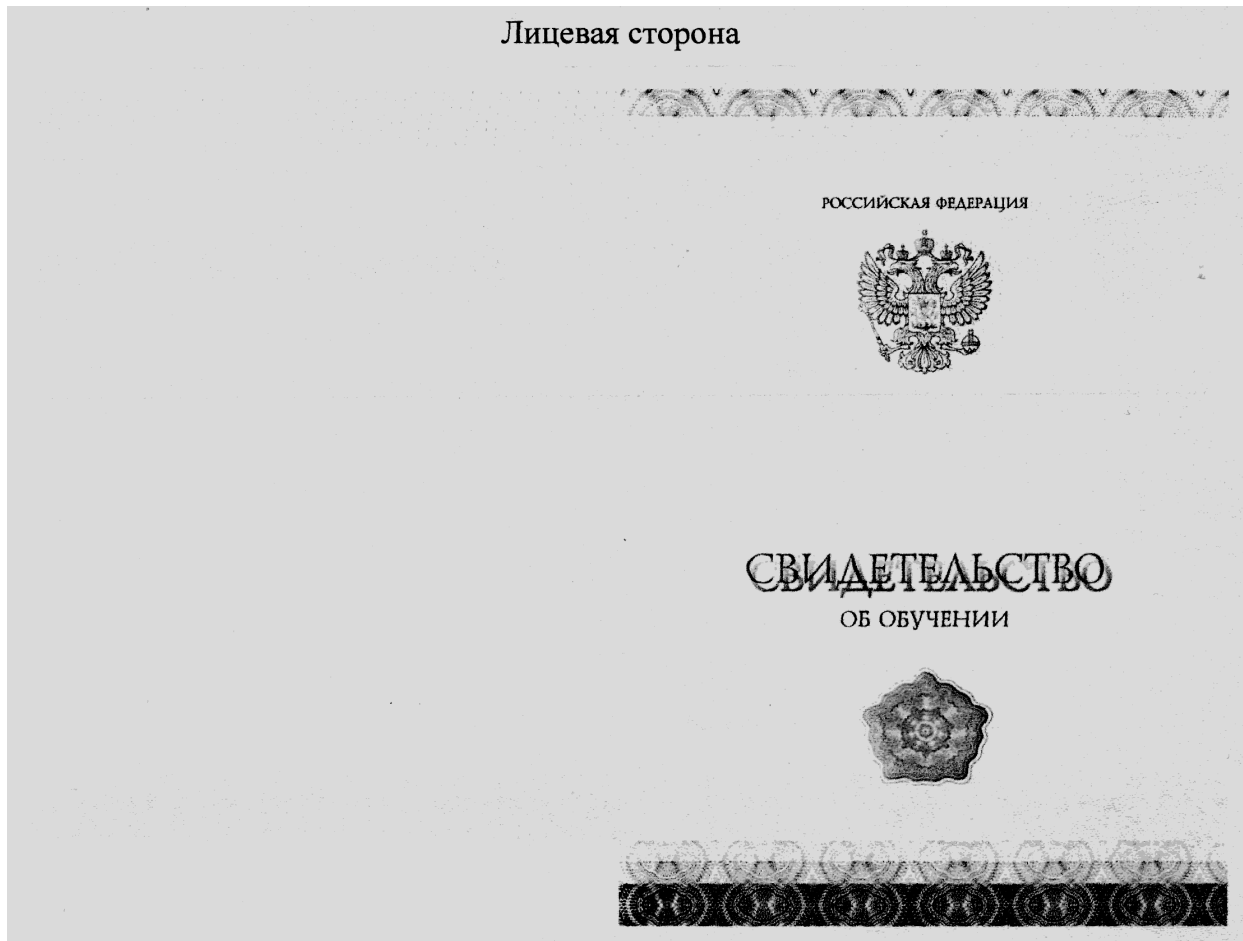 Лицевая сторона
РОССИЙСКАЯ ФЕДЕРАЦИЯ
СВИДЕТЕЛЬСТВО
ОБ ОБУЧЕНИИ